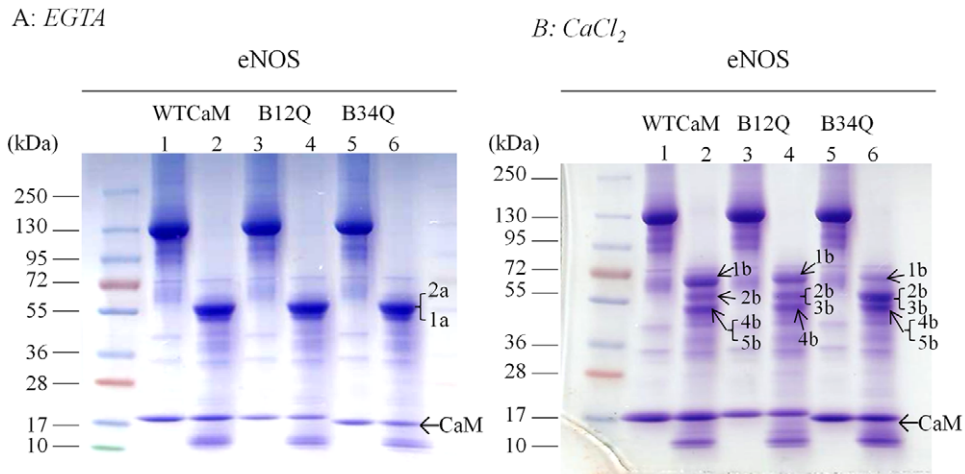 A: EGTA
eNOS
WTCaM B12Q B34Q
(kDa) 1 2 3 4 5 6
250
130
95
72
55
36
28
17
10
2a
1a
CaM
B: CaCl₂
eNOS
WTCaM B12Q B34Q
(kDa) 1 2 3 4 5 6
250
130
95
72
55
36
28
17
10
1b
2b
4b
5b
1b
2b
3b
4b
1b
2b
3b
4b
5b
CaM